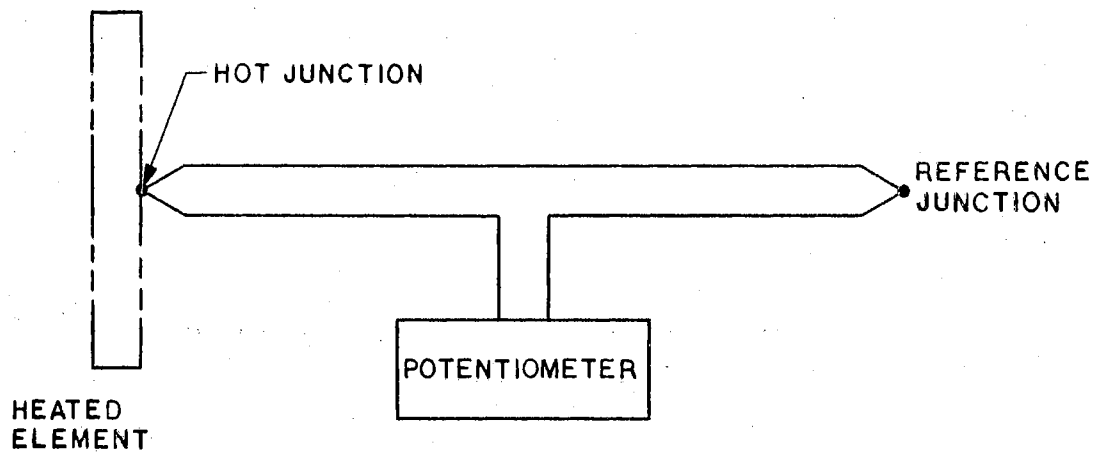 HOT JUNCTION
REFERENCE
JUNCTION
POTENTIOMETER
HEATED
ELEMENT